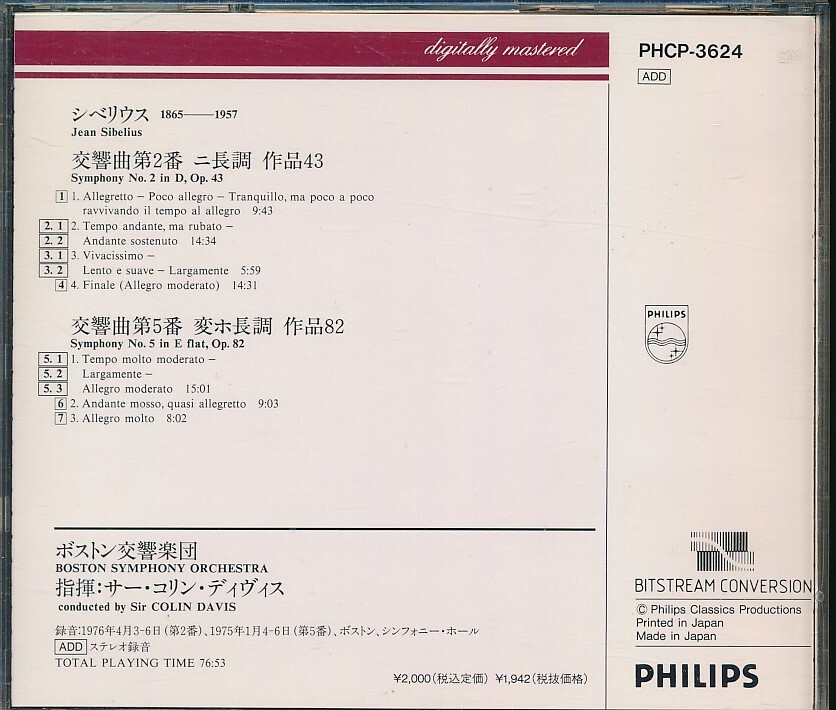 digitally mastered
シベリウス 1865——1957
Jean Sibelius
交響曲第2番 ニ長調 作品43
Symphony No. 2 in D, Op. 43
1 1. Allegretto – Poco allegro – Tranquillo, ma poco a poco
ravvivando il tempo al allegro 9:43
2. 1 2. Tempo andante, ma rubato –
2. 2 Andante sostenuto 14:34
3. 1 3. Vivacissimo –
3. 2 Lento e suave – Largamente 5:59
4 4. Finale (Allegro moderato) 14:31
交響曲第5番 変ホ長調 作品82
Symphony No. 5 in E flat, Op. 82
5. 1 1. Tempo molto moderato –
5. 2 Largamente –
5. 3 Allegro moderato 15:01
6 2. Andante mosso, quasi allegretto 9:03
7 3. Allegro molto 8:02
ボストン交響楽団
BOSTON SYMPHONY ORCHESTRA
指揮:サー・コリン・ディヴィス
conducted by Sir COLIN DAVIS
録音:1976年4月3-6日(第2番)、1975年1月4-6日(第5番)、ボストン、シンフォニー・ホール
ADD ステレオ録音
TOTAL PLAYING TIME 76:53
¥2,000(税込定価) ¥1,942(税抜価格)
PHCP-3624
ADD
PHILIPS
BITSTREAM CONVERSION
© Philips Classics Productions
Printed in Japan
Made in Japan
PHILIPS